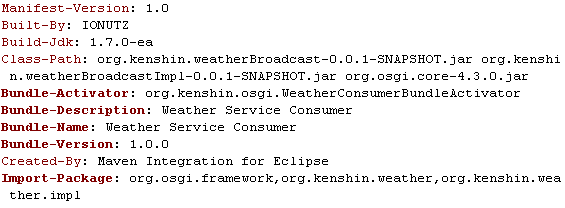 Manifest-Version: 1.0
Built-By: IONUTZ
Build-Jdk: 1.7.0-ea
Class-Path: org.kenshin.weatherBroadcast-0.0.1-SNAPSHOT.jar org.kenshi
n.weatherBroadcastImpl-0.0.1-SNAPSHOT.jar org.osgi.core-4.3.0.jar
Bundle-Activator: org.kenshin.osgi.WeatherConsumerBundleActivator
Bundle-Description: Weather Service Consumer
Bundle-Name: Weather Service Consumer
Bundle-Version: 1.0.0
Created-By: Maven Integration for Eclipse
Import-Package: org.osgi.framework,org.kenshin.weather,org.kenshin.wea
ther.impl